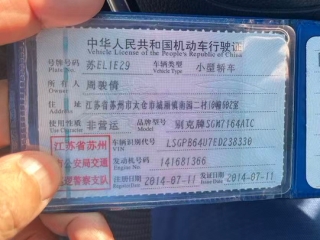 中华人民共和国机动车行驶证
Vehicle License of the People's Republic of China
号牌号码 苏EL1EZ9 车辆类型 小型轿车
Plate No. Vehicle Type
所有人 周骏倩
Owner
住址 江苏省苏州市太仓市城厢镇南园二村10幢 室
Address
使用性质 非营运 品牌型号 别克牌SGM7164ATC
Use Character Model
江苏省苏州 车辆识别代号 LSGPB64U7ED238330
VIN
市公安局交通 发动机号码 141681366
Engine No.
巡逻警察支队 注册日期 2014-07-11 发证日期 2014-07-11
Register Date Issue Date